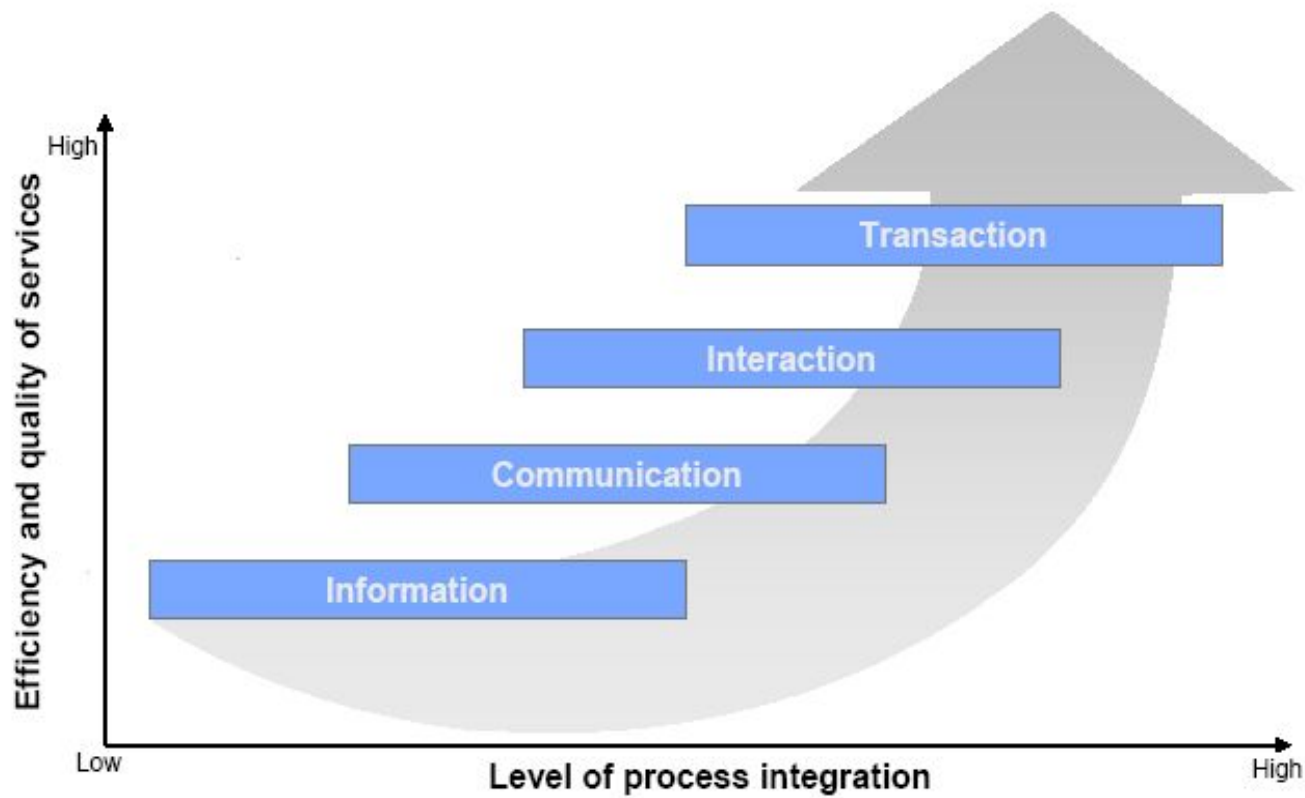 High
Efficiency and quality of services
Transaction
Interaction
Communication
Information
Low
Level of process integration
High